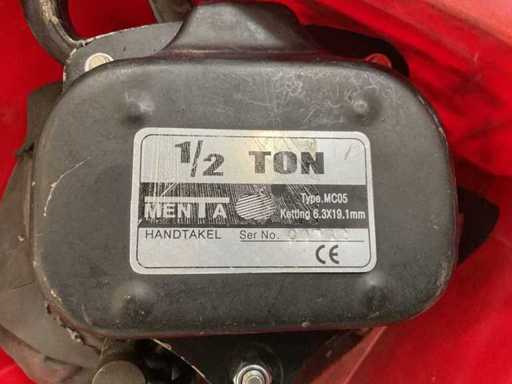 1/2 TON
MENTA
Type.MC05
Ketting 6.3X19.1mm
HANDTAKEL Ser No.
CE